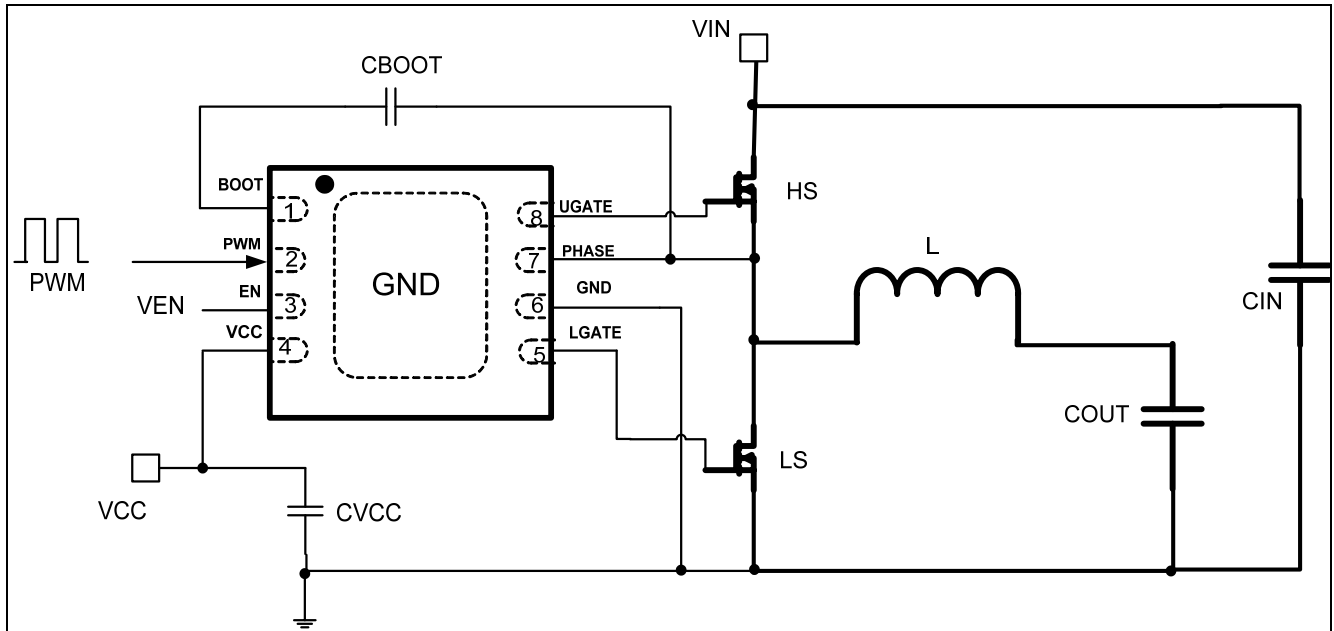 VIN
CBOOT
BOOT
1
PWM
2
PWM
EN
3
VEN
VCC
4
GND
8
UGATE
7
PHASE
6
GND
5
LGATE
HS
L
CIN
COUT
LS
VCC
CVCC